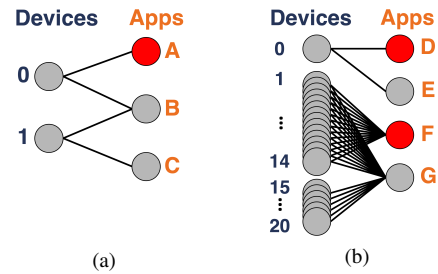 Devices Apps
A
0
B
1
C
(a)
Devices Apps
0 D
1 E
...
F
14
15 G
...
20
(b)